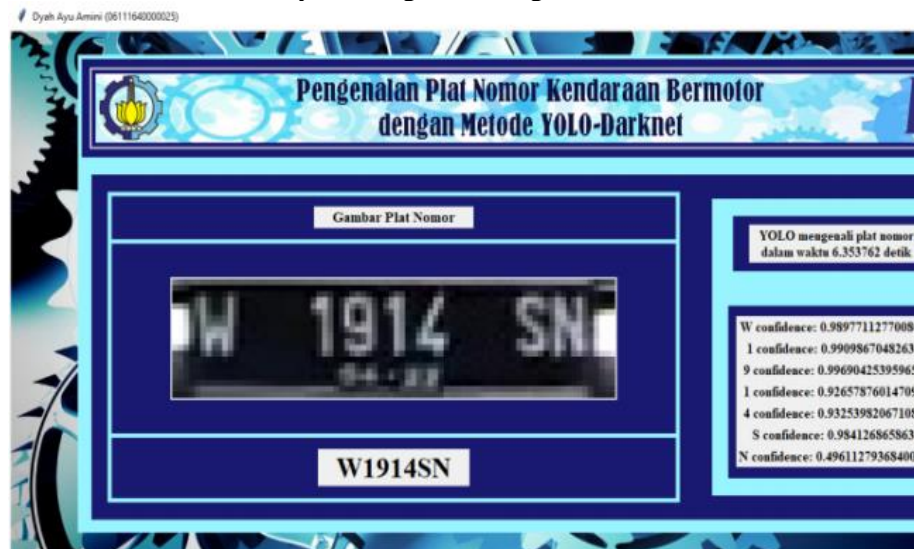 Dyah Ayu Amini (06111640000025)
Pengenalan Plat Nomor Kendaraan Bermotor
dengan Metode YOLO-Darknet
Gambar Plat Nomor
W 1914 SN
W1914SN
YOLO mengenali plat nomor
dalam waktu 6.353762 detik
W confidence: 0.9897711277008
1 confidence: 0.9909867048263
9 confidence: 0.9969042539596
1 confidence: 0.9265787601470
4 confidence: 0.9325398206710
S confidence: 0.984126865863
N confidence: 0.4961127936840